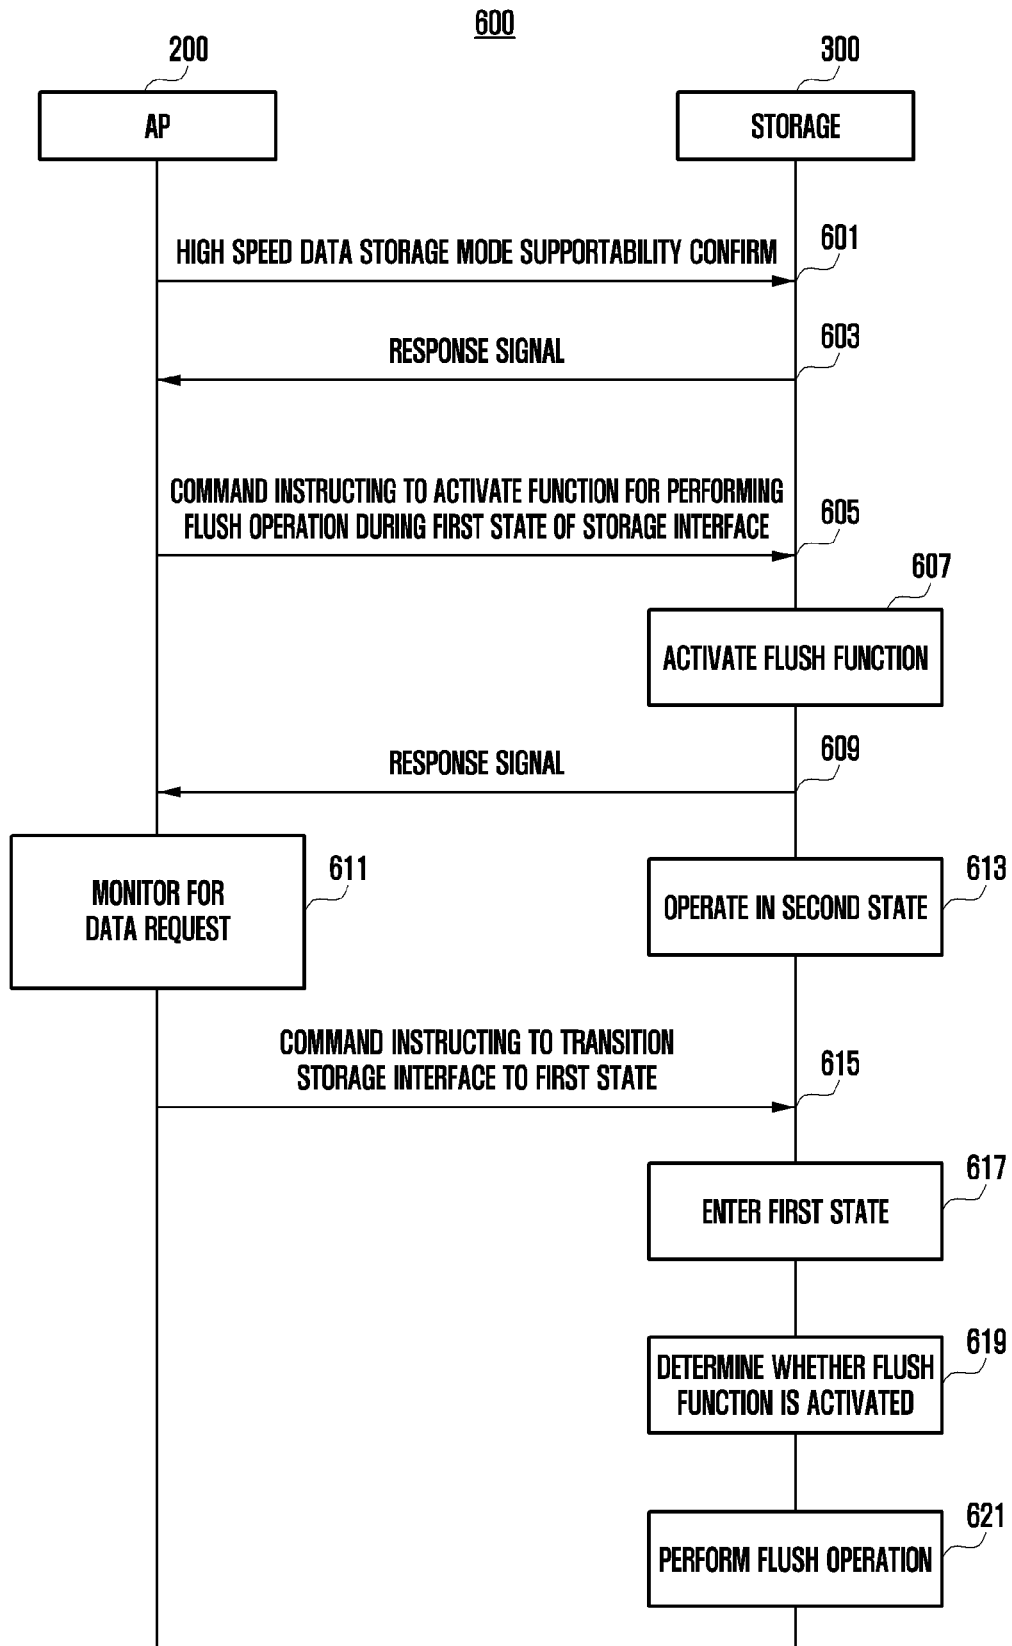 600
200
300
AP
STORAGE
HIGH SPEED DATA STORAGE MODE SUPPORTABILITY CONFIRM
601
RESPONSE SIGNAL
603
COMMAND INSTRUCTING TO ACTIVATE FUNCTION FOR PERFORMING
FLUSH OPERATION DURING FIRST STATE OF STORAGE INTERFACE
605
607
ACTIVATE FLUSH FUNCTION
RESPONSE SIGNAL
609
MONITOR FOR
DATA REQUEST
611
OPERATE IN SECOND STATE
613
COMMAND INSTRUCTING TO TRANSITION
STORAGE INTERFACE TO FIRST STATE
615
ENTER FIRST STATE
617
DETERMINE WHETHER FLUSH
FUNCTION IS ACTIVATED
619
PERFORM FLUSH OPERATION
621